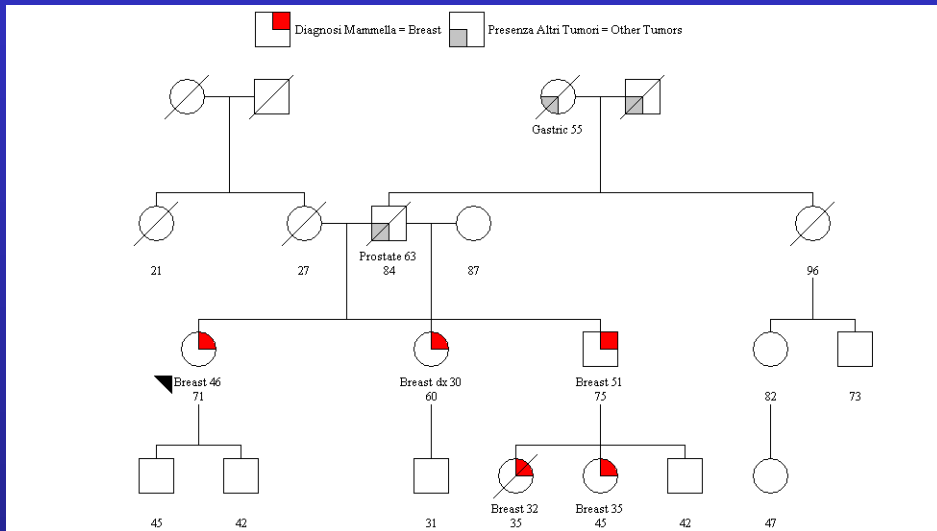 Diagnosi Mammella = Breast
Presenza Altri Tumori = Other Tumors
Gastric 55
Prostate 63
21
27
84
87
96
Breast 46
Breast dx 30
Breast 51
71
60
75
82
73
Breast 32
Breast 35
45
42
31
35
45
42
47